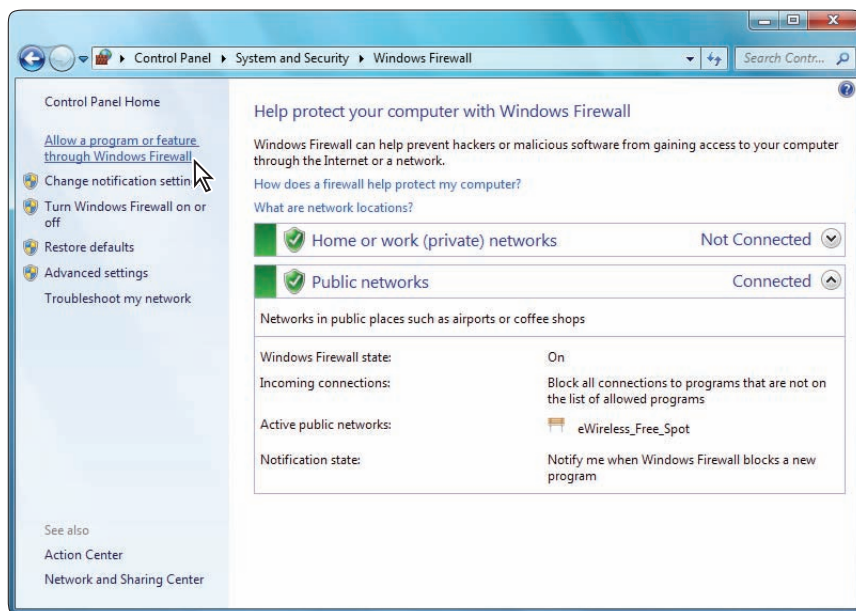 Control Panel ▸ System and Security ▸ Windows Firewall
Search Contr...
Control Panel Home
Allow a program or feature
through Windows Firewall
Change notification settin
Turn Windows Firewall on or
off
Restore defaults
Advanced settings
Troubleshoot my network
See also
Action Center
Network and Sharing Center
Help protect your computer with Windows Firewall
Windows Firewall can help prevent hackers or malicious software from gaining access to your computer
through the Internet or a network.
How does a firewall help protect my computer?
What are network locations?
Home or work (private) networks Not Connected
Public networks Connected
Networks in public places such as airports or coffee shops
Windows Firewall state: On
Incoming connections: Block all connections to programs that are not on
the list of allowed programs
Active public networks: eWireless_Free_Spot
Notification state: Notify me when Windows Firewall blocks a new
program